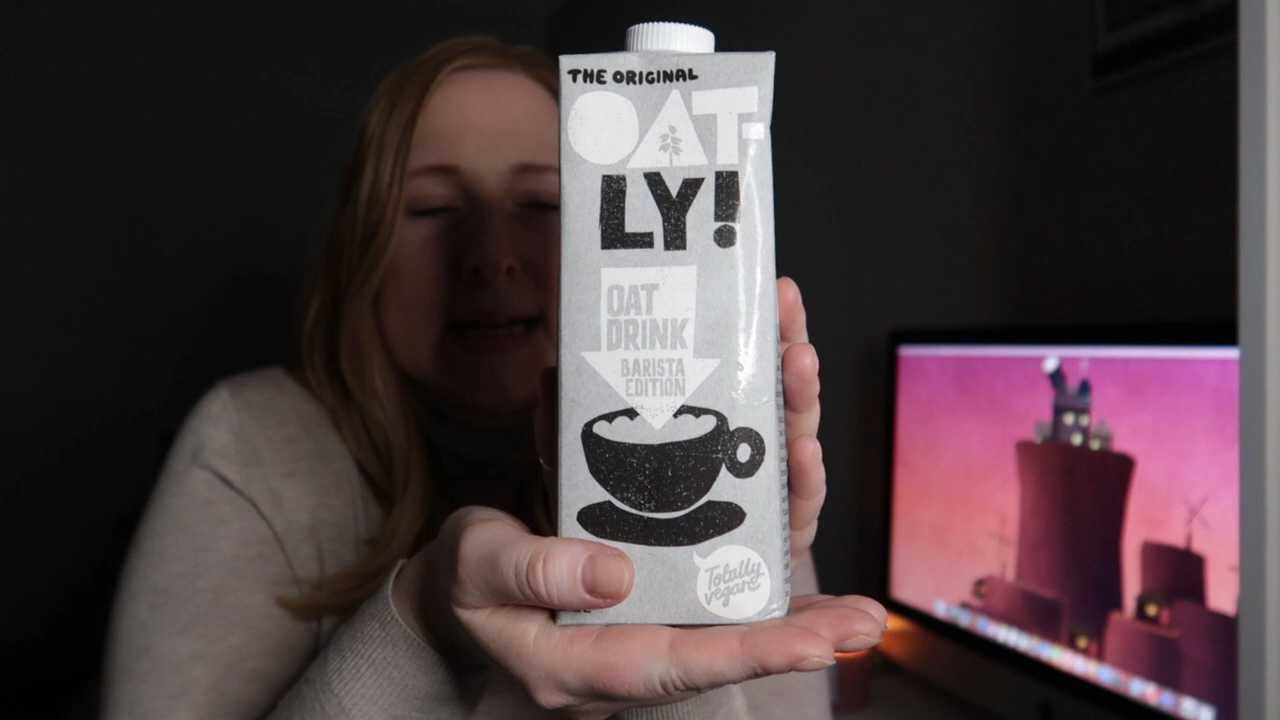 THE ORIGINAL
OAT-
LY!
OAT
DRINK
BARISTA
EDITION
Totally
vegan